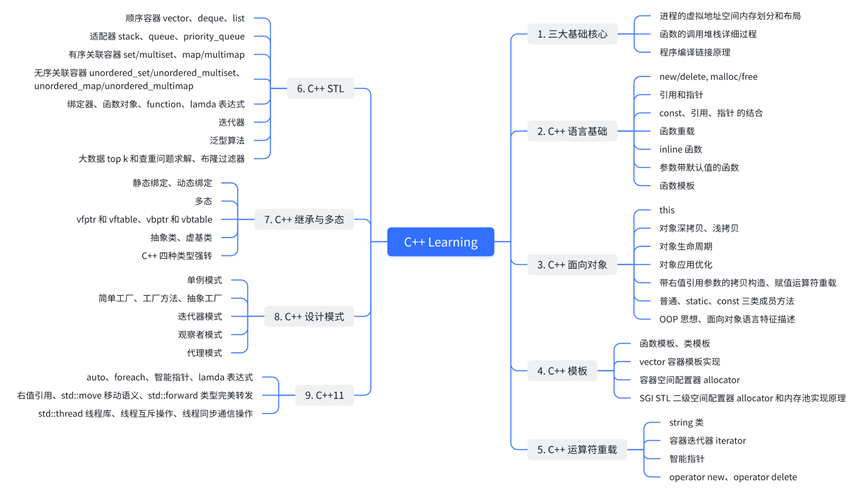 C++ Learning
1. 三大基础核心
进程的虚拟地址空间内存划分和布局
函数的调用堆栈详细过程
程序编译链接原理
2. C++ 语言基础
new/delete, malloc/free
引用和指针
const、引用、指针 的结合
函数重载
inline 函数
参数带默认值的函数
函数模板
3. C++ 面向对象
this
对象深拷贝、浅拷贝
对象生命周期
对象应用优化
带右值引用参数的拷贝构造、赋值运算符重载
普通、static、const 三类成员方法
OOP 思想、面向对象语言特征描述
4. C++ 模板
函数模板、类模板
vector 容器模板实现
容器空间配置器 allocator
SGI STL 二级空间配置器 allocator 和内存池实现原理
5. C++ 运算符重载
string 类
容器迭代器 iterator
智能指针
operator new、operator delete
6. C++ STL
顺序容器 vector、deque、list
适配器 stack、queue、priority_queue
有序关联容器 set/multiset、map/multimap
无序关联容器 unordered_set/unordered_multiset、
unordered_map/unordered_multimap
绑定器、函数对象、function、lamda 表达式
迭代器
泛型算法
大数据 top k 和查重问题求解、布隆过滤器
7. C++ 继承与多态
静态绑定、动态绑定
多态
vfptr 和 vftable、vbptr 和 vbtable
抽象类、虚基类
C++ 四种类型强转
8. C++ 设计模式
单例模式
简单工厂、工厂方法、抽象工厂
迭代器模式
观察者模式
代理模式
9. C++11
auto、foreach、智能指针、lamda 表达式
右值引用、std::move 移动语义、std::forward 类型完美转发
std::thread 线程库、线程互斥操作、线程同步通信操作